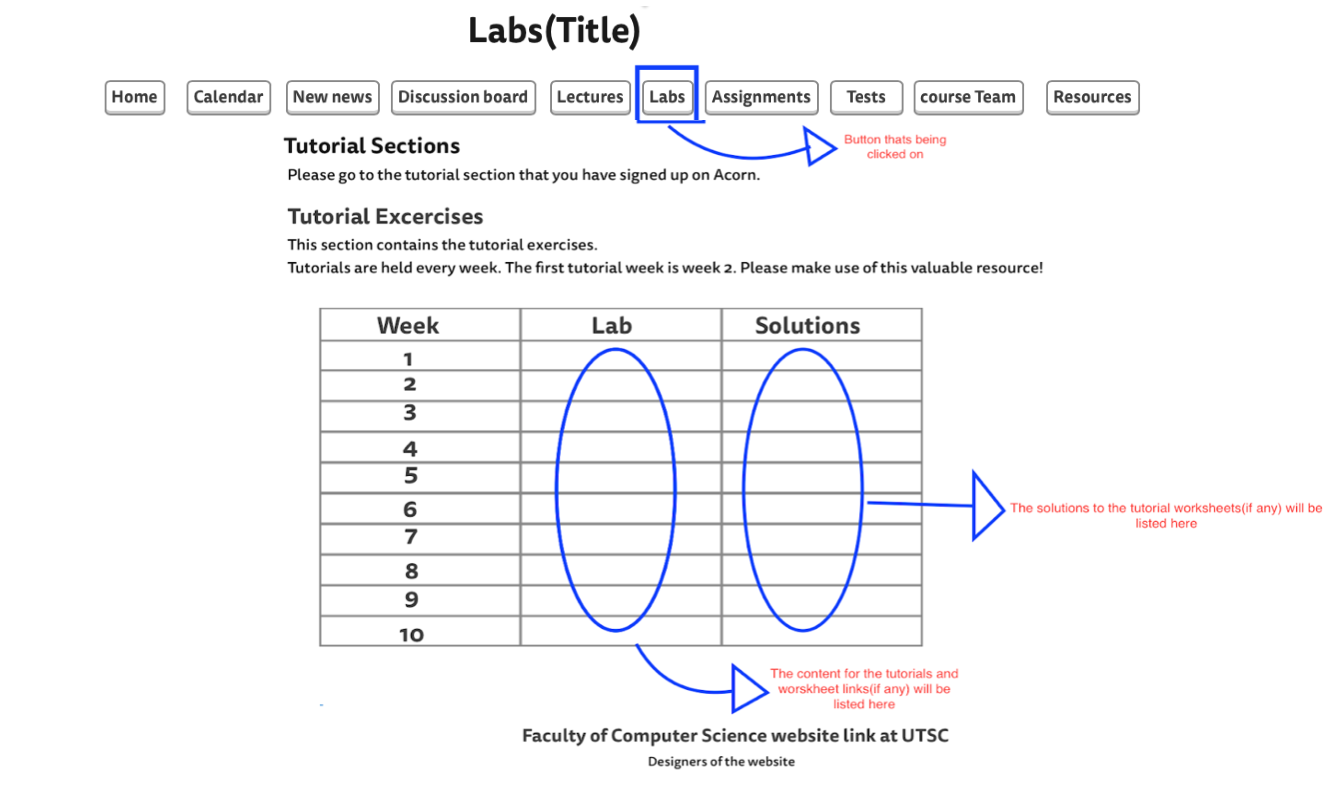 Labs(Title)
Home
Calendar
New news
Discussion board
Lectures
Labs
Assignments
Tests
course Team
Resources
Button thats being
clicked on
Tutorial Sections
Please go to the tutorial section that you have signed up on Acorn.
Tutorial Excercises
This section contains the tutorial exercises.
Tutorials are held every week. The first tutorial week is week 2. Please make use of this valuable resource!
Week Lab Solutions
1
2
3
4
5
6
7
8
9
10
The solutions to the tutorial worksheets(if any) will be
listed here
The content for the tutorials and
worskheet links(if any) will be
listed here
Faculty of Computer Science website link at UTSC
Designers of the website